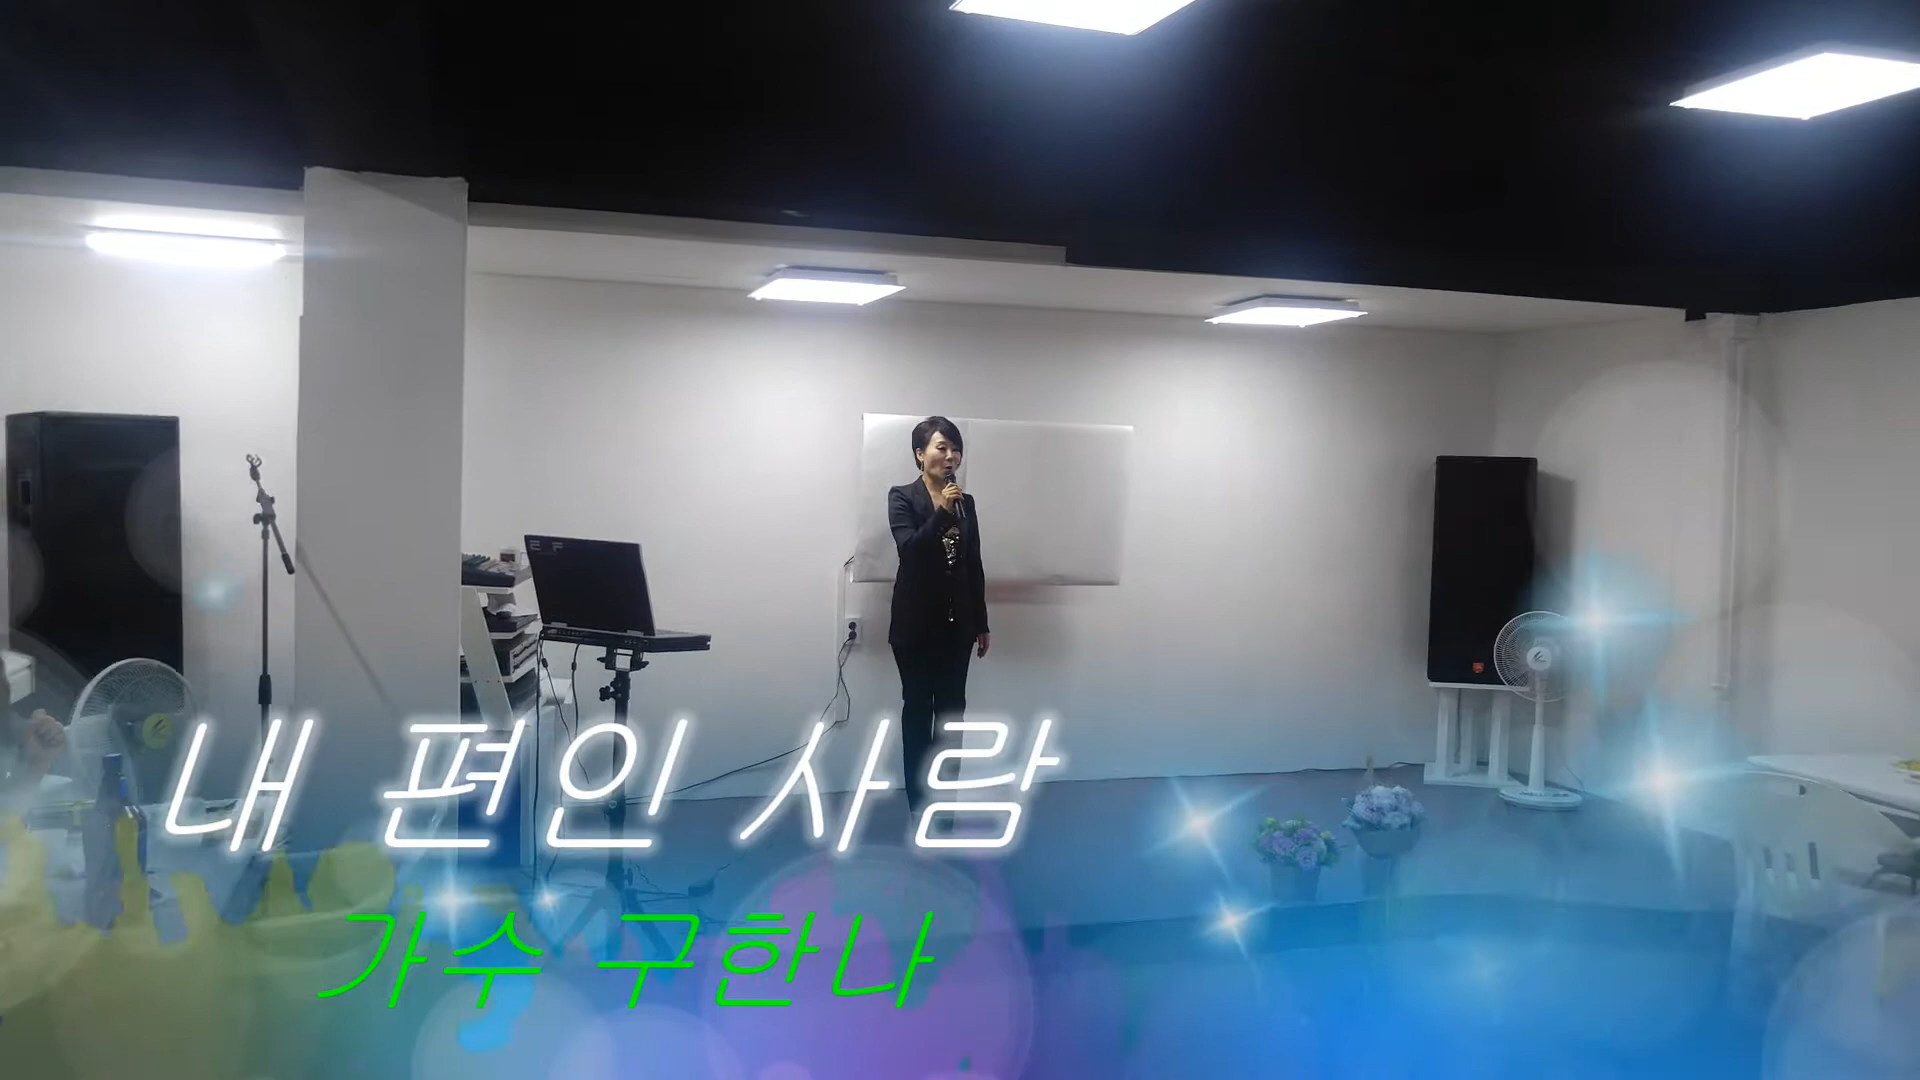 내 편인 사람
가수 구한나